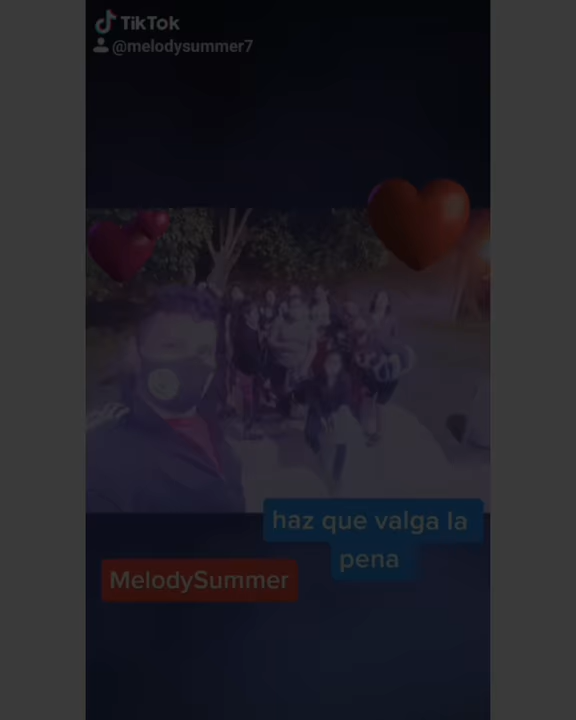 TikTok
@melodysummer7
haz que valga la
pena
MelodySummer